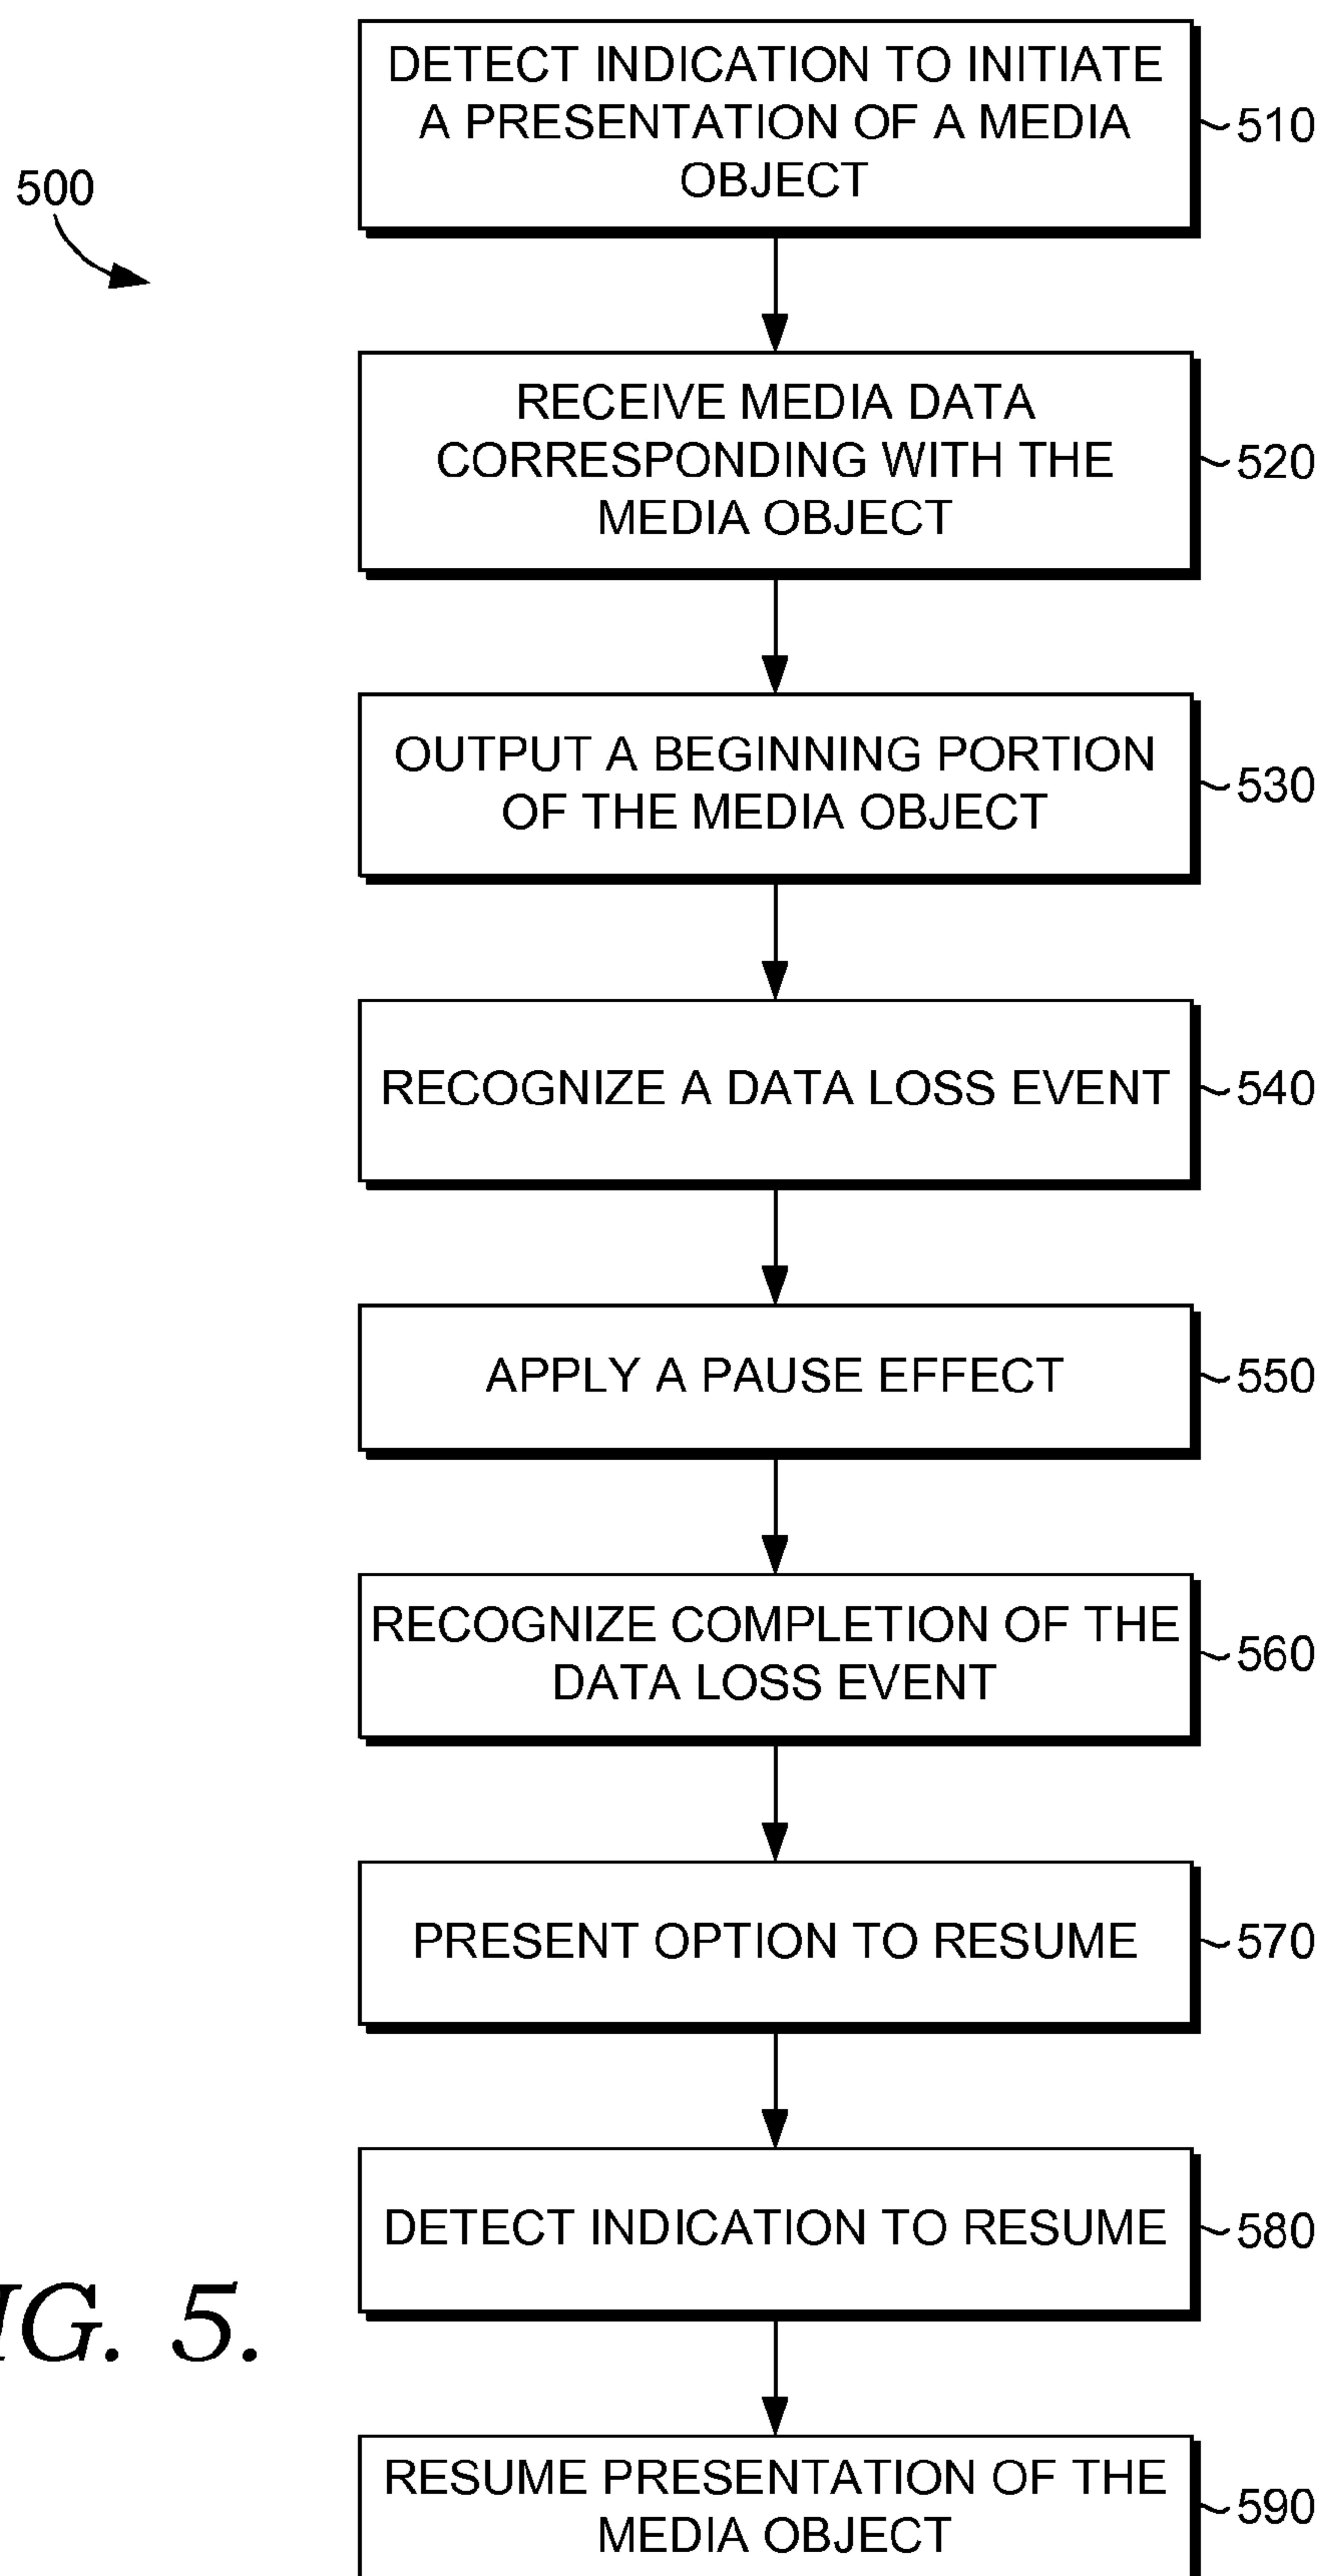 500
DETECT INDICATION TO INITIATE
A PRESENTATION OF A MEDIA
OBJECT
510
RECEIVE MEDIA DATA
CORRESPONDING WITH THE
MEDIA OBJECT
520
OUTPUT A BEGINNING PORTION
OF THE MEDIA OBJECT
530
RECOGNIZE A DATA LOSS EVENT
540
APPLY A PAUSE EFFECT
550
RECOGNIZE COMPLETION OF THE
DATA LOSS EVENT
560
PRESENT OPTION TO RESUME
570
DETECT INDICATION TO RESUME
580
IG. 5.
RESUME PRESENTATION OF THE
MEDIA OBJECT
590